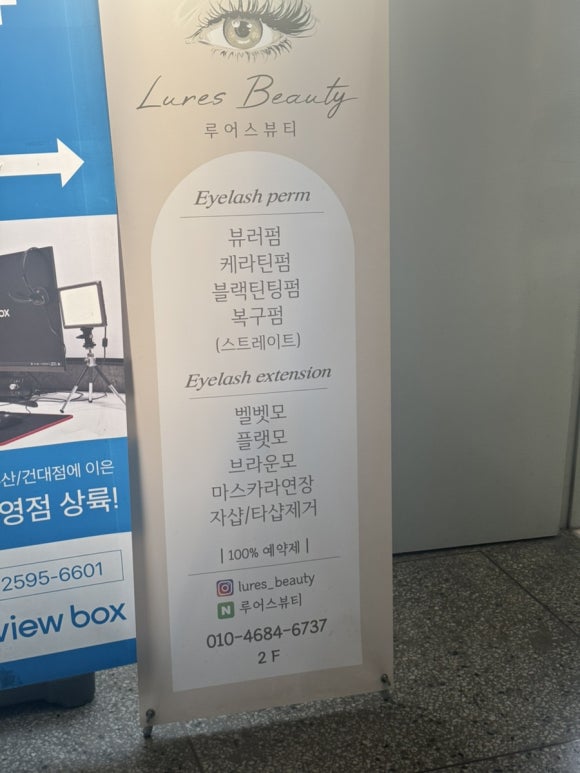 Lures Beauty
루어스뷰티
Eyelash perm
뷰러펌
케라틴펌
블랙틴팅펌
복구펌
(스트레이트)
Eyelash extension
벨벳모
플랫모
브라운모
마스카라연장
자샵/타샵제거
| 100% 예약제 |
lures_beauty
N 루어스뷰티
010-4684-6737
2 F
산/건대점에 이은
영점 상륙!
2595-6601
view box